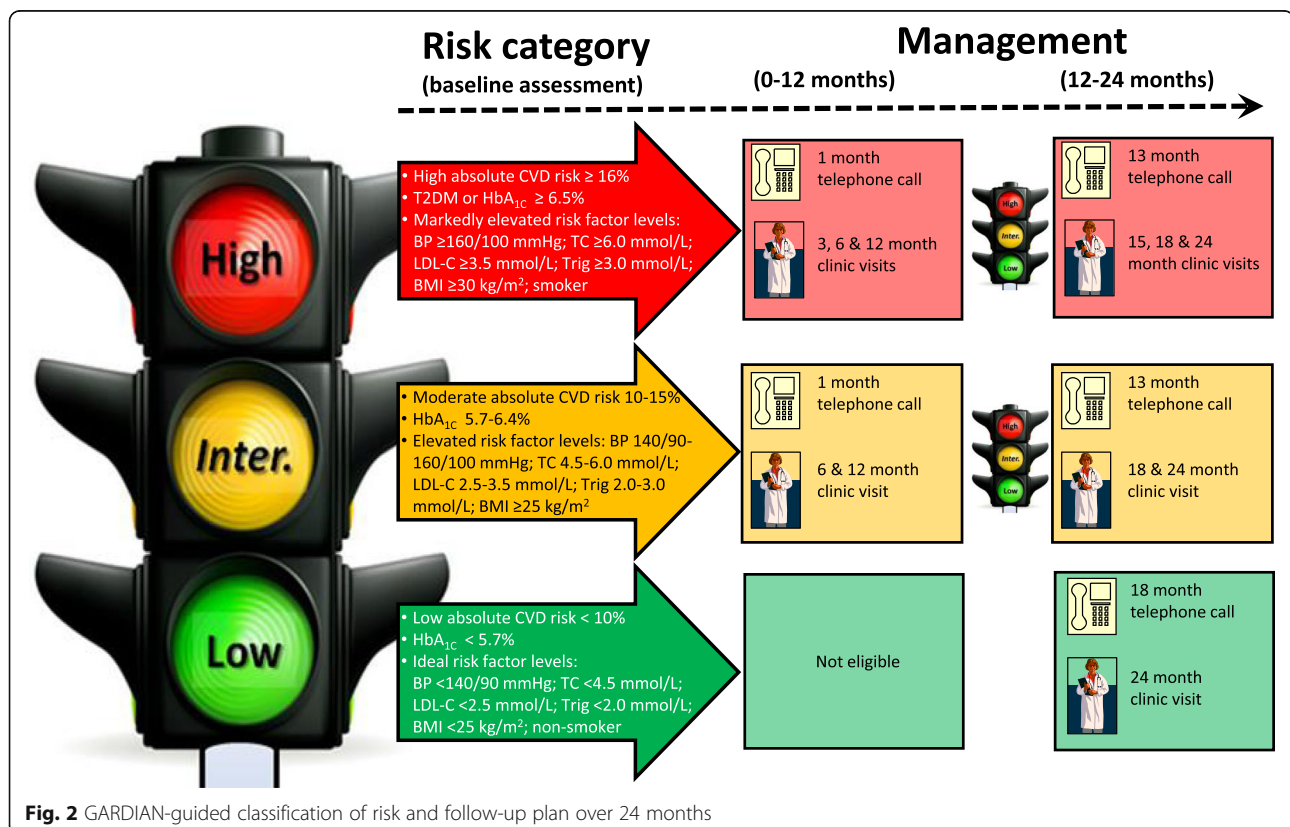 Risk category
(baseline assessment)
Management
(0-12 months)
(12-24 months)
High
• High absolute CVD risk ≥ 16%
• T2DM or HbA1C ≥ 6.5%
• Markedly elevated risk factor levels:
BP ≥160/100 mmHg; TC ≥6.0 mmol/L;
LDL-C ≥3.5 mmol/L; Trig ≥3.0 mmol/L;
BMI ≥30 kg/m²; smoker
1 month
telephone call
3, 6 & 12 month
clinic visits
High
Inter.
Low
13 month
telephone call
15, 18 & 24
month clinic visits
Inter.
• Moderate absolute CVD risk 10-15%
• HbA1C 5.7-6.4%
• Elevated risk factor levels: BP 140/90-
160/100 mmHg; TC 4.5-6.0 mmol/L;
LDL-C 2.5-3.5 mmol/L; Trig 2.0-3.0
mmol/L; BMI ≥25 kg/m²
1 month
telephone call
6 & 12 month
clinic visit
High
Inter.
Low
13 month
telephone call
18 & 24 month
clinic visit
Low
• Low absolute CVD risk < 10%
• HbA1C < 5.7%
• Ideal risk factor levels:
BP <140/90 mmHg; TC <4.5 mmol/L;
LDL-C <2.5 mmol/L; Trig <2.0 mmol/L;
BMI <25 kg/m²; non-smoker
Not eligible
18 month
telephone call
24 month
clinic visit
Fig. 2 GARDIAN-guided classification of risk and follow-up plan over 24 months